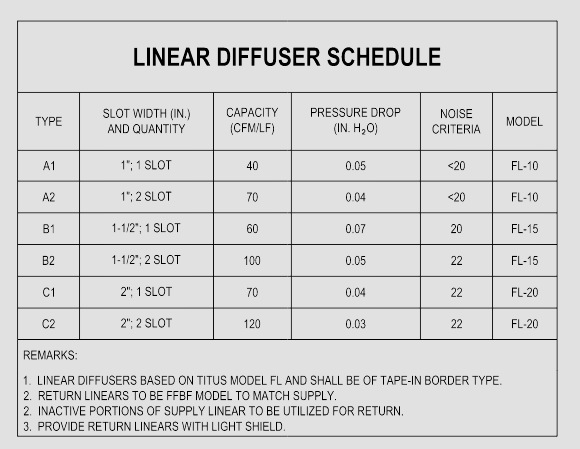 LINEAR DIFFUSER SCHEDULE
TYPE SLOT WIDTH (IN.) AND QUANTITY CAPACITY (CFM/LF) PRESSURE DROP (IN. H₂O) NOISE CRITERIA MODEL
A1 1"; 1 SLOT 40 0.05 <20 FL-10
A2 1"; 2 SLOT 70 0.04 <20 FL-10
B1 1-1/2"; 1 SLOT 60 0.07 20 FL-15
B2 1-1/2"; 2 SLOT 100 0.05 22 FL-15
C1 2"; 1 SLOT 70 0.04 22 FL-20
C2 2"; 2 SLOT 120 0.03 22 FL-20
REMARKS:
1. LINEAR DIFFUSERS BASED ON TITUS MODEL FL AND SHALL BE OF TAPE-IN BORDER TYPE.
2. RETURN LINEARS TO BE FFBF MODEL TO MATCH SUPPLY.
2. INACTIVE PORTIONS OF SUPPLY LINEAR TO BE UTILIZED FOR RETURN.
3. PROVIDE RETURN LINEARS WITH LIGHT SHIELD.